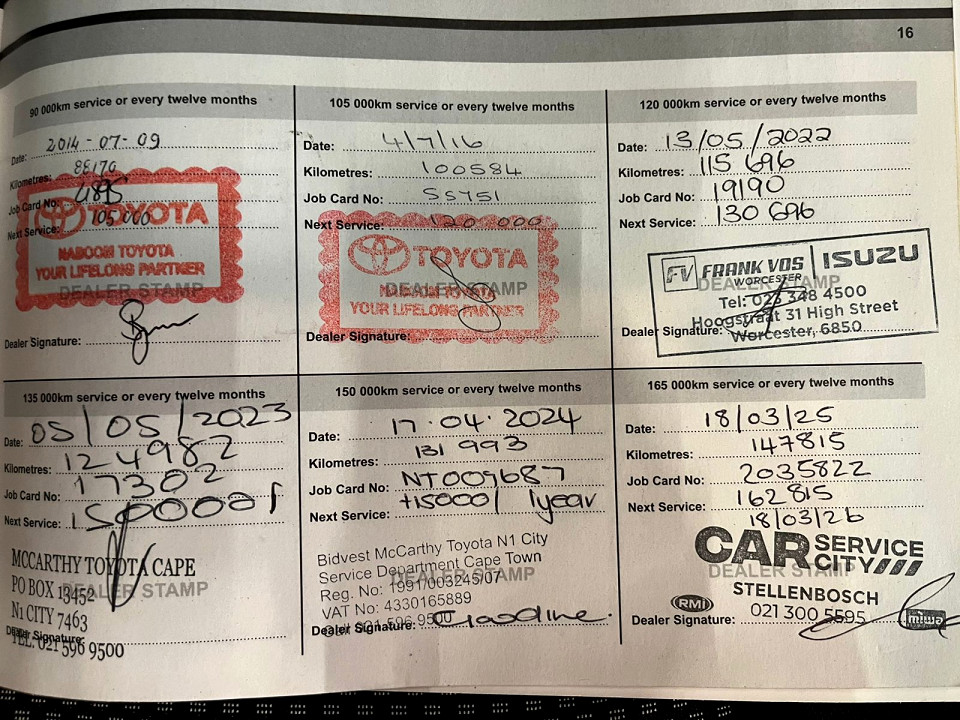 16
90 000km service or every twelve months
Date: 2014-07-09
Kilometres: 88170
Job Card No: 4895
Next Service: 105 000
TOYOTA
NABOOM TOYOTA
YOUR LIFELONG PARTNER
DEALER STAMP
Dealer Signature:
105 000km service or every twelve months
Date: 4/7/16
Kilometres: 100584
Job Card No: 55751
Next Service: 120 000
TOYOTA
NABOOM TOYOTA
YOUR LIFELONG PARTNER
DEALER STAMP
Dealer Signature:
120 000km service or every twelve months
Date: 13/05/2022
Kilometres: 115 696
Job Card No: 19190
Next Service: 130 696
FV FRANK VOS ISUZU
WORCESTER
DEALER STAMP
Tel: 023 348 4500
Hoogstraat 31 High Street
Worcester, 6850
Dealer Signature:
135 000km service or every twelve months
Date: 05/05/2023
Kilometres: 124982
Job Card No: 17302
Next Service:
MCCARTHY TOYOTA CAPE
PO BOX 13452
DEALER STAMP
N1 CITY 7463
Dealer Signature:
TEL: 021 596 9500
150 000km service or every twelve months
Date: 17.04.2024
Kilometres: 131 993
Job Card No: NT009687
Next Service: +15000/ 1year
Bidvest McCarthy Toyota N1 City
Service Department Cape Town
DEALER STAMP
Reg. No: 1991/00324507
VAT No: 4330165889
021 596 9500
Dealer Signature:
165 000km service or every twelve months
Date: 18/03/25
Kilometres: 147815
Job Card No: 2035822
Next Service: 162815
18/03/26
CAR SERVICE CITY
DEALER STAMP
STELLENBOSCH
RMI
021 300 5595
Dealer Signature: